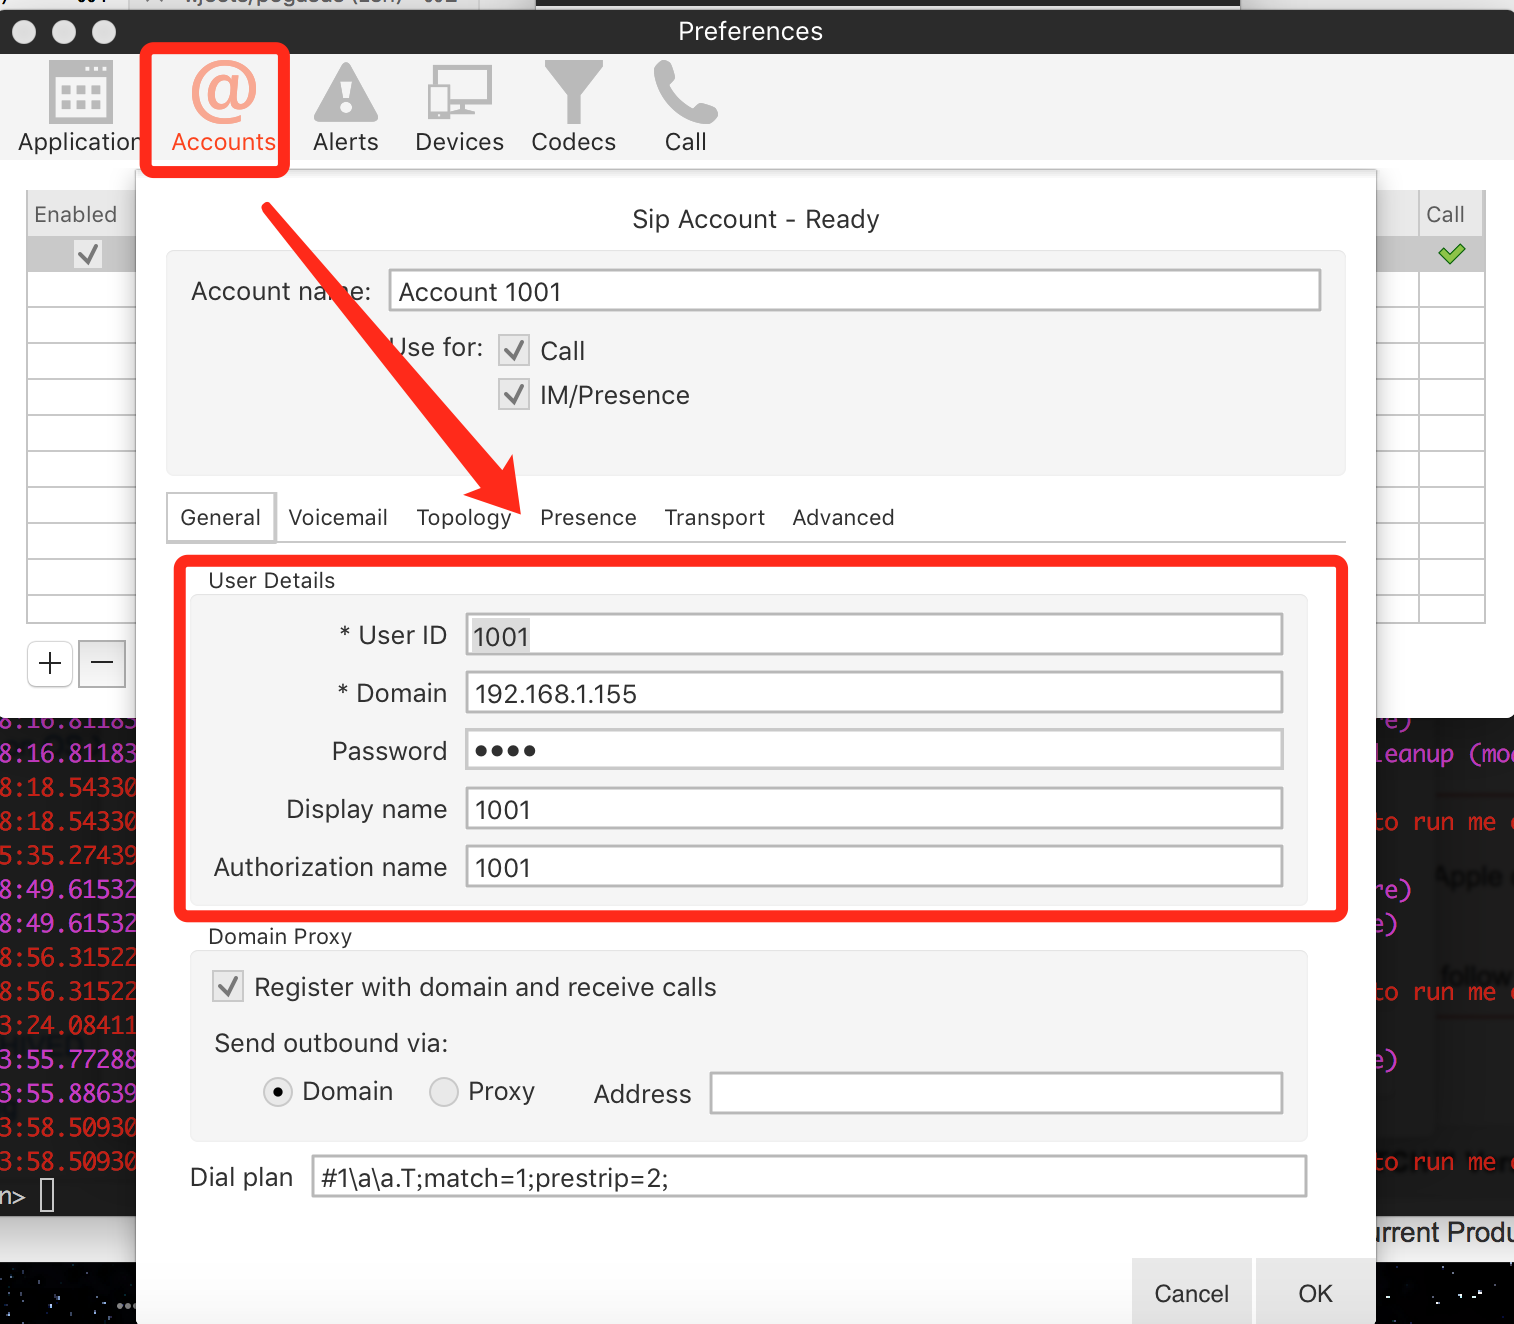 Preferences
Application
Accounts
Alerts
Devices
Codecs
Call
Enabled
Call
Sip Account - Ready
Account name:
Account 1001
Use for:
Call
IM/Presence
General
Voicemail
Topology
Presence
Transport
Advanced
User Details
* User ID
1001
* Domain
192.168.1.155
Password
••••
Display name
1001
Authorization name
1001
Domain Proxy
Register with domain and receive calls
Send outbound via:
Domain
Proxy
Address
Dial plan
#1\a\a.T;match=1;prestrip=2;
Cancel
OK
8:16.81183
8:16.81183
8:18.54330
8:18.54330
5:35.27439
8:49.61532
8:49.61532
8:56.31522
8:56.31522
3:24.08411
3:55.77288
3:55.88639
3:58.50930
3:58.50930
n>
e)
leanup (mod
to run me
re)
e)
to run me
e)
to run me
Apple
follow
urrent Produ